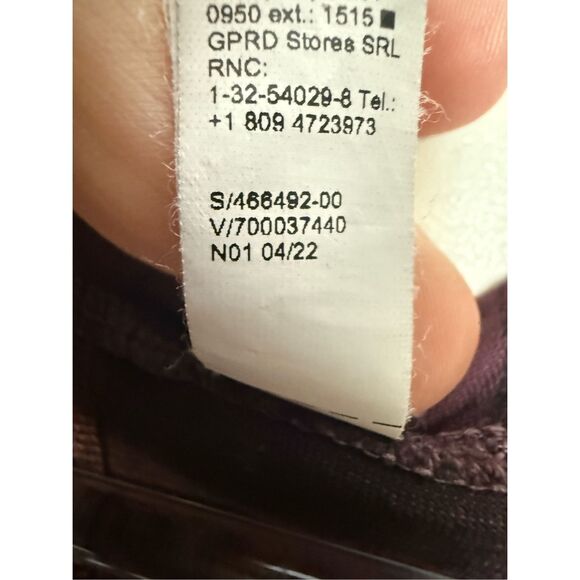 0950 ext.: 1515 ■
GPRD Stores SRL
RNC:
1-32-54029-8 Tel.:
+1 809 4723973
S/466492-00
V/700037440
N01 04/22